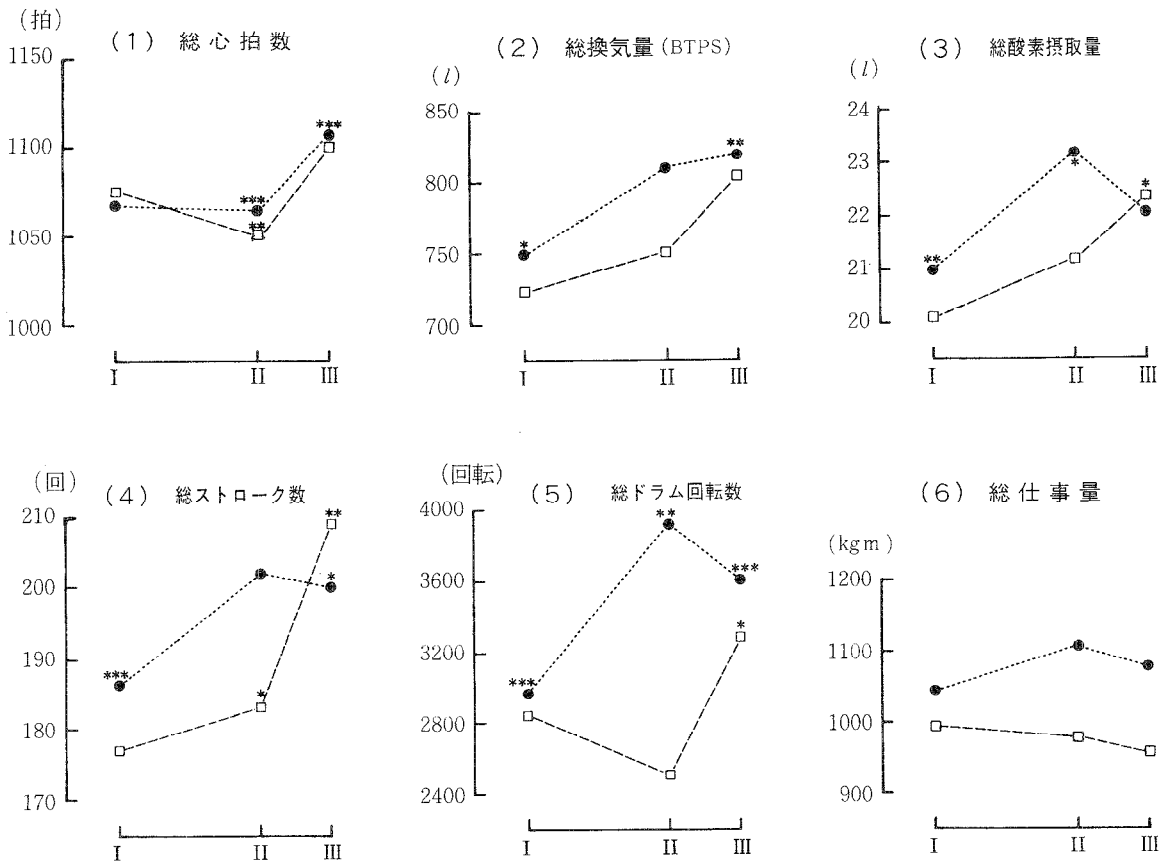 (1) 総心拍数
(拍)
1150
1100
1050
1000
***
**
***
I II III
(2) 総換気量(BTPS)
(l)
850
800
750
700
*
**
I II III
(3) 総酸素摂取量
(l)
24
23
22
21
20
**
*
*
I II III
(4) 総ストローク数
(回)
210
200
190
180
170
***
*
**
*
I II III
(5) 総ドラム回転数
(回転)
4000
3600
3200
2800
2400
***
**
***
*
I II III
(6) 総仕事量
(kgm)
1200
1100
1000
900
I II III